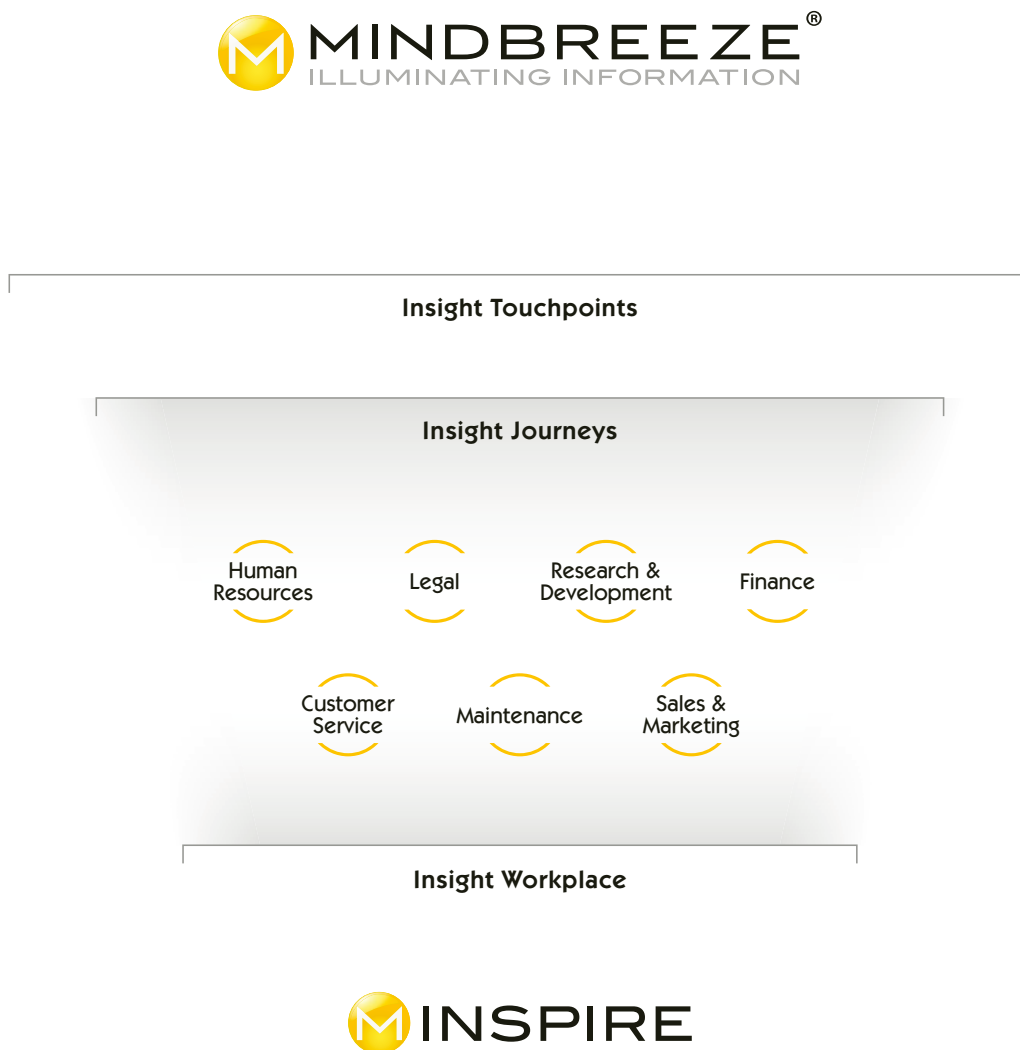 M MINDBREEZE®
ILLUMINATING INFORMATION
Insight Touchpoints
Insight Journeys
Human
Resources
Legal
Research &
Development
Finance
Customer
Service
Maintenance
Sales &
Marketing
Insight Workplace
M INSPIRE